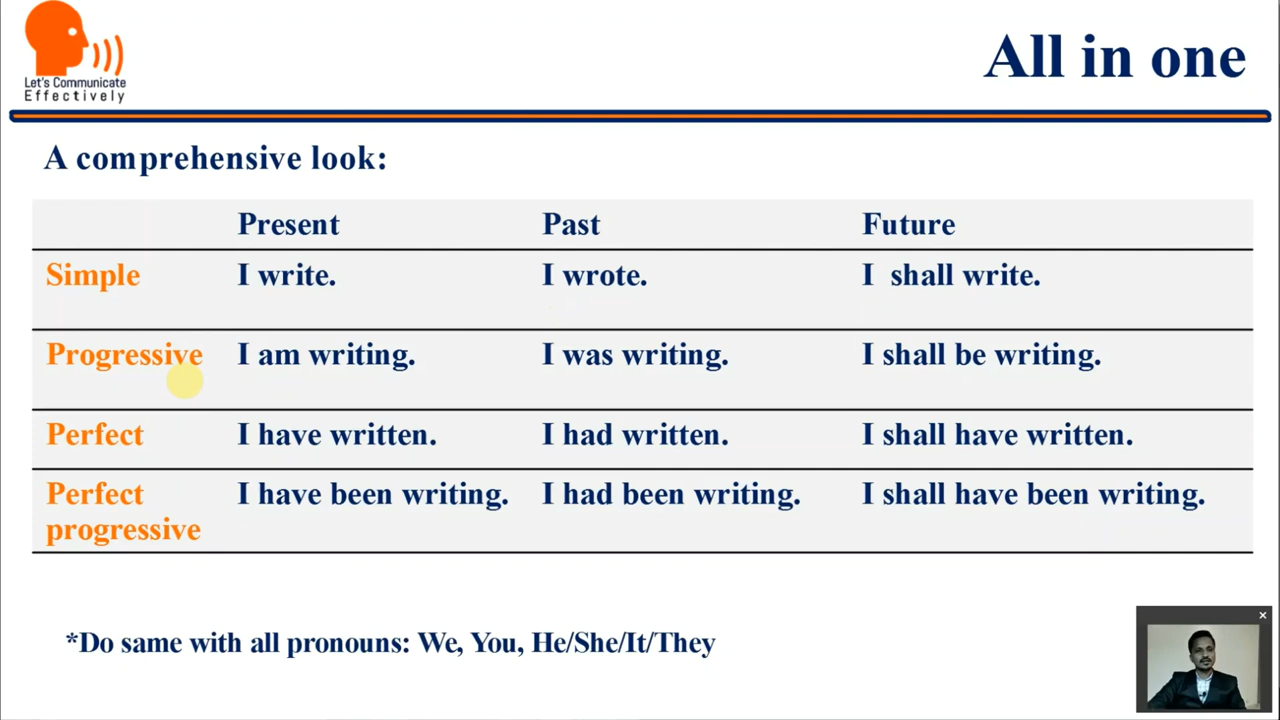 Let's Communicate
Effectively
All in one
A comprehensive look:
Present Past Future
Simple I write. I wrote. I shall write.
Progressive I am writing. I was writing. I shall be writing.
Perfect I have written. I had written. I shall have written.
Perfect progressive I have been writing. I had been writing. I shall have been writing.
*Do same with all pronouns: We, You, He/She/It/They